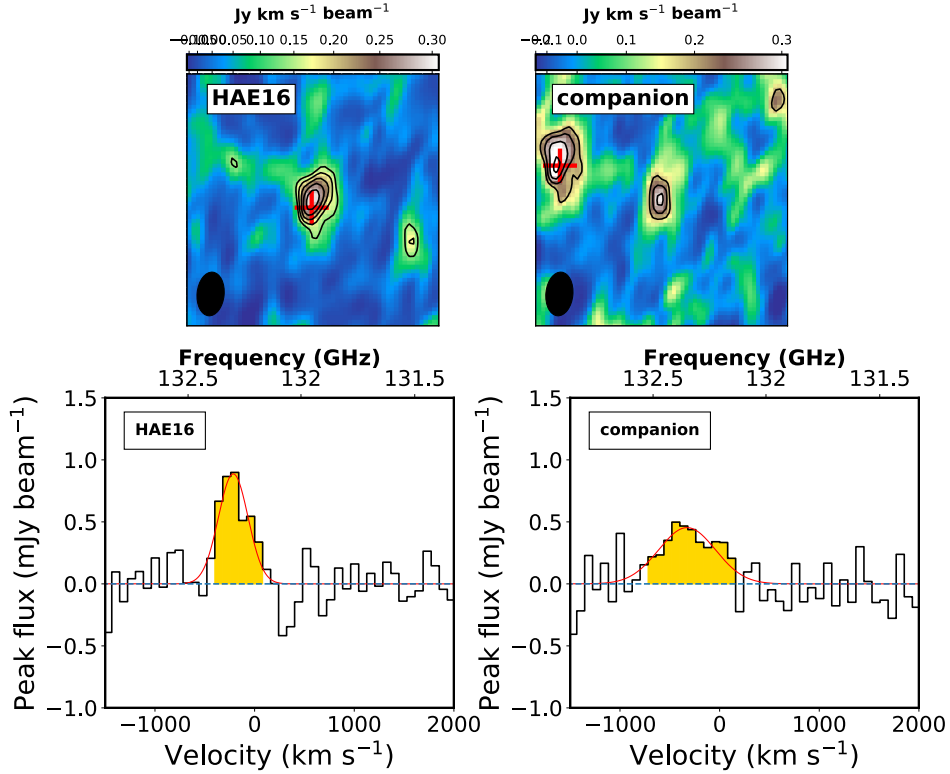 Jy km s⁻¹ beam⁻¹
0.05 0.10 0.15 0.20 0.25 0.30
HAE16
Jy km s⁻¹ beam⁻¹
−0.1 0.0 0.1 0.2 0.3
companion
Frequency (GHz)
132.5 132 131.5
HAE16
Peak flux (mJy beam⁻¹)
1.5
1.0
0.5
0.0
−0.5
−1.0
−1000 0 1000 2000
Velocity (km s⁻¹)
Frequency (GHz)
132.5 132 131.5
companion
Peak flux (mJy beam⁻¹)
1.5
1.0
0.5
0.0
−0.5
−1.0
−1000 0 1000 2000
Velocity (km s⁻¹)